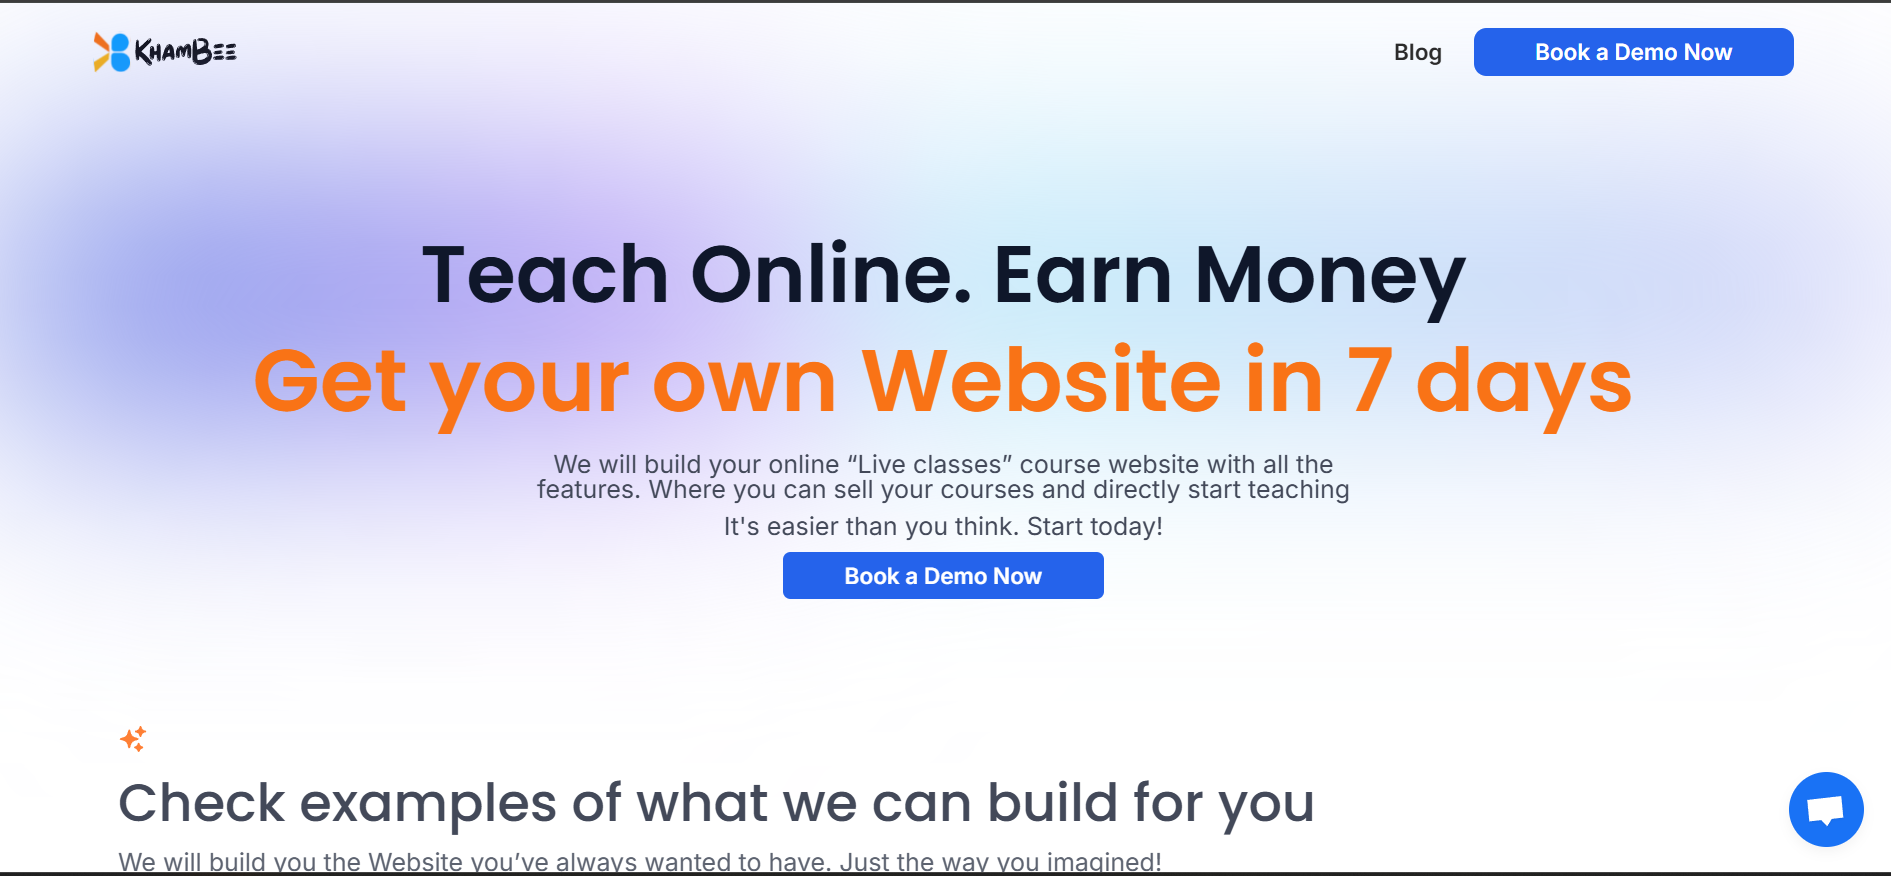 KHAMBEE
Blog
Book a Demo Now
Teach Online. Earn Money
Get your own Website in 7 days
We will build your online “Live classes” course website with all the
features. Where you can sell your courses and directly start teaching
It's easier than you think. Start today!
Book a Demo Now
Check examples of what we can build for you
We will build you the Website you’ve always wanted to have. Just the way you imagined!